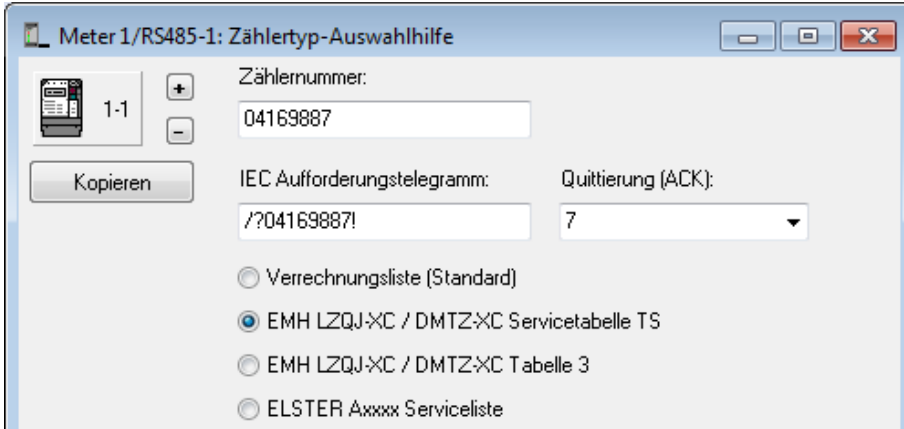 Meter 1/RS485-1: Zählertyp-Auswahlhilfe
1-1
+
-
Kopieren
Zählernummer:
04169887
IEC Aufforderungstelegramm:
Quittierung (ACK):
/?04169887!
7
Verrechnungsliste (Standard)
EMH LZQJ-XC / DMTZ-XC Servicetabelle TS
EMH LZQJ-XC / DMTZ-XC Tabelle 3
ELSTER Axxxx Serviceliste